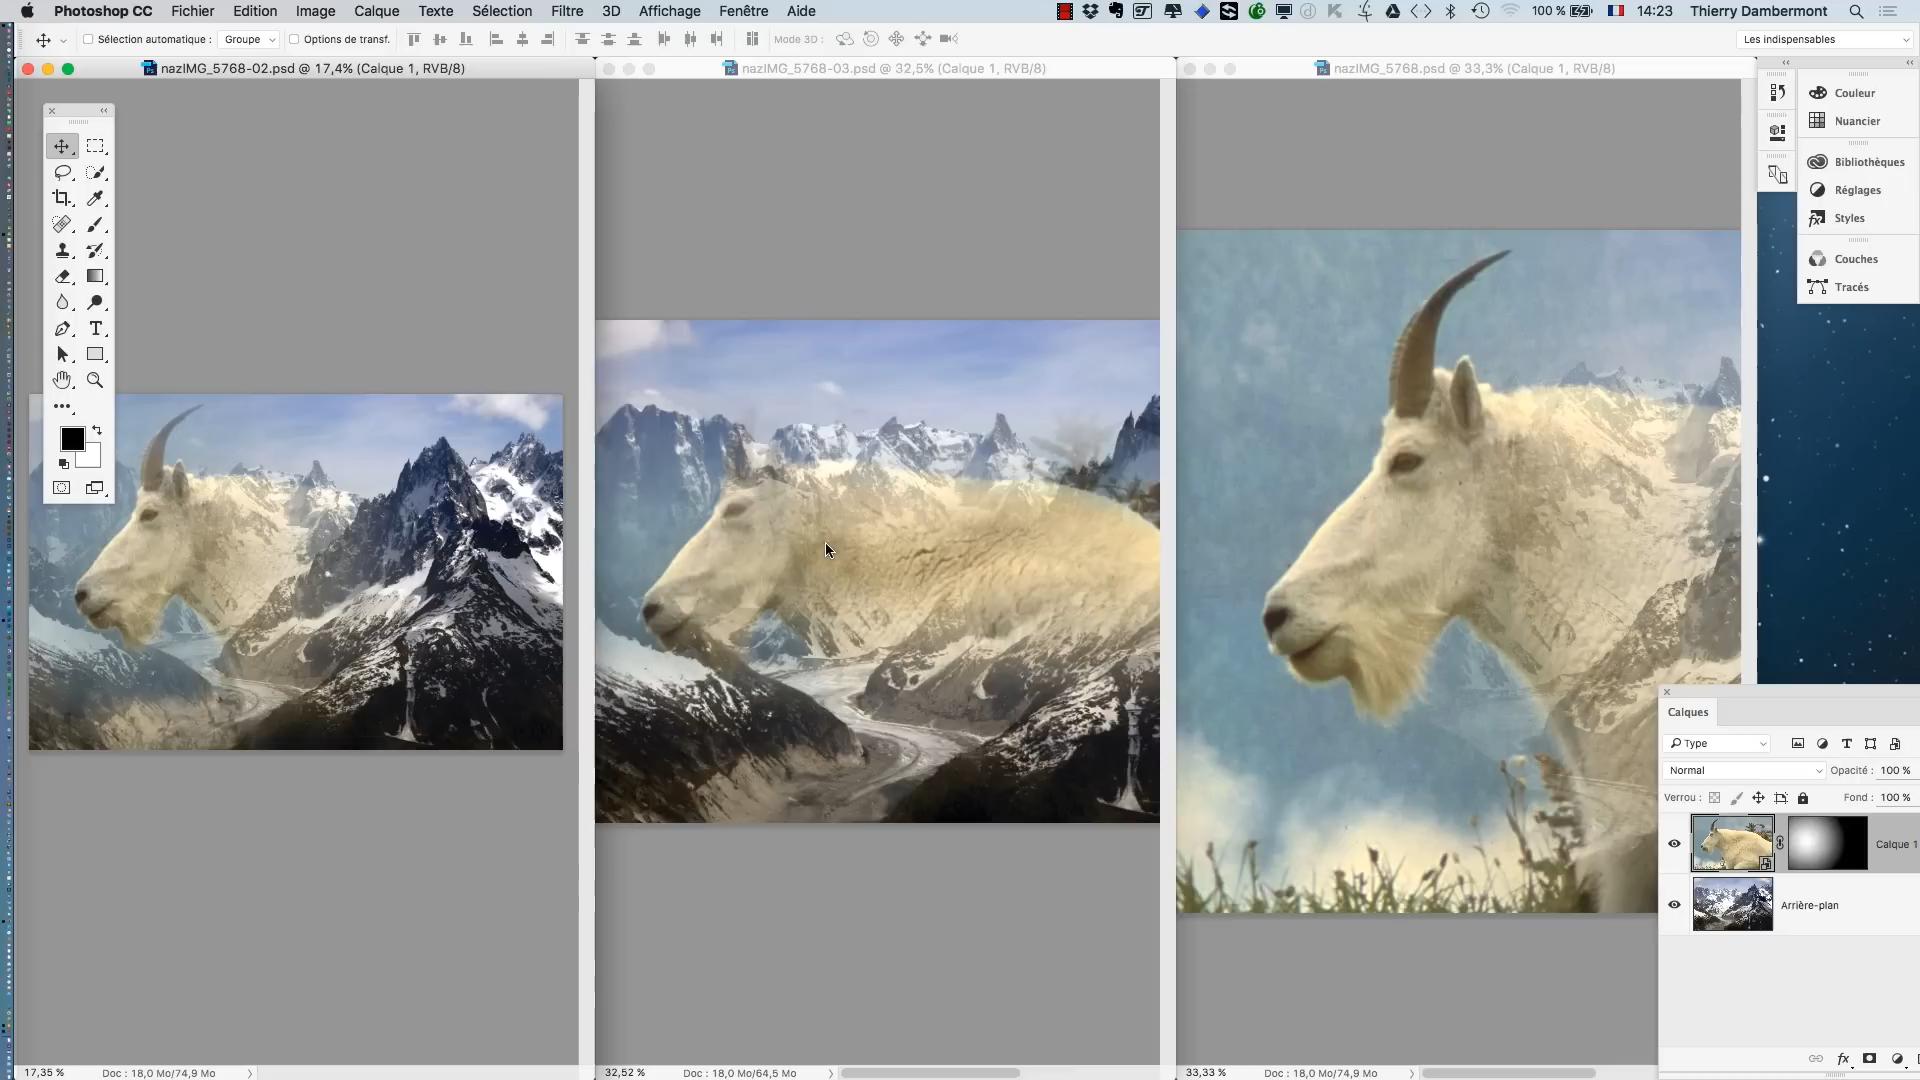 Photoshop CC Fichier Edition Image Calque Texte Sélection Filtre 3D Affichage Fenêtre Aide 100 % 14:23 Thierry Dambermont
Sélection automatique : Groupe Options de transf. Mode 3D : Les indispensables
nazIMG_5768-02.psd @ 17,4% (Calque 1, RVB/8)
nazIMG_5768-03.psd @ 32,5% (Calque 1, RVB/8)
nazIMG_5768.psd @ 33,3% (Calque 1, RVB/8)
Couleur
Nuancier
Bibliothèques
Réglages
Styles
Couches
Tracés
Calques
Type
Normal Opacité : 100 %
Verrou : Fond : 100 %
Calque 1
Arrière-plan
fx
17,35 % Doc : 18,0 Mo/74,9 Mo
32,52 % Doc : 18,0 Mo/64,5 Mo
33,33 % Doc : 18,0 Mo/74,9 Mo